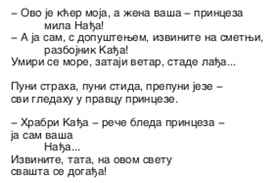 – Ово је кћер моја, а жена ваша – принцеза
мила Нађа!
– А ја сам, с допуштењем, извините на сметњи,
разбојник Кађа!
Умири се море, затаји ветар, стаде лађа...
Пуни страха, пуни стида, препуни језе –
сви гледаху у правцу принцезе.
– Храбри Кађа – рече бледа принцеза –
ја сам ваша
Нађа...
Извините, тата, на овом свету
свашта се догађа!